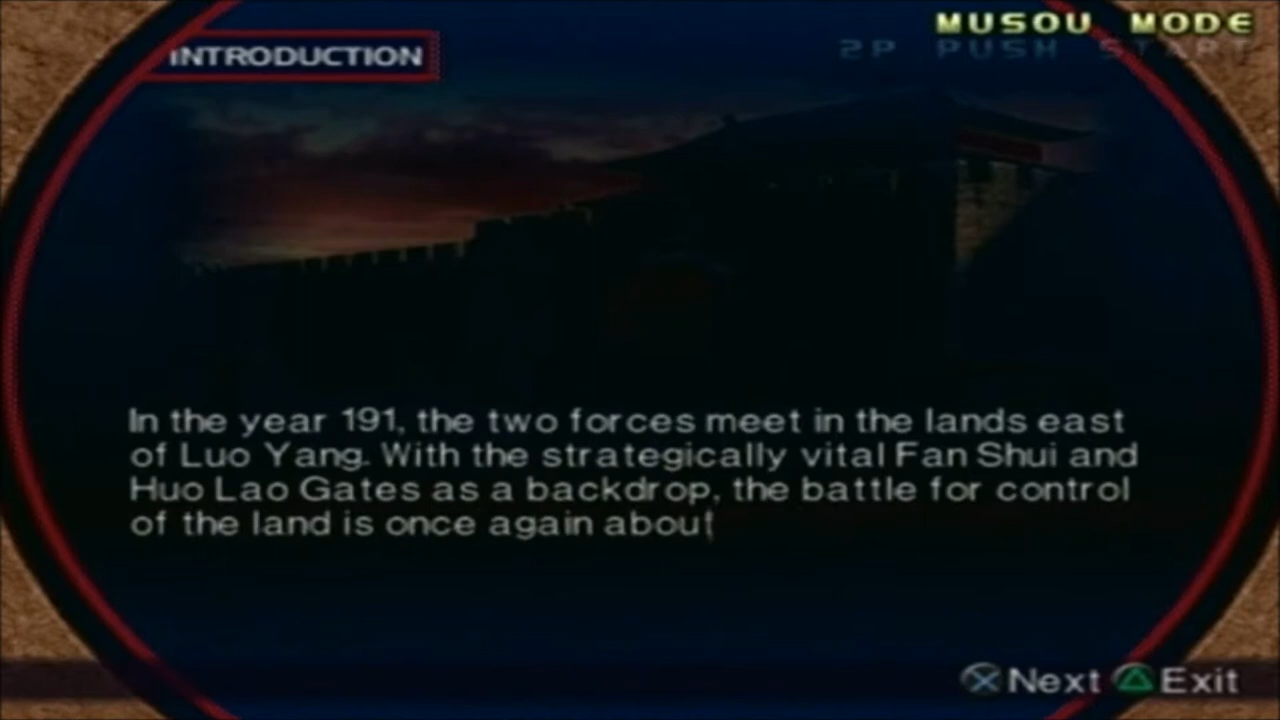 MUSOU MODE
INTRODUCTION
2P PUSH START
In the year 191, the two forces meet in the lands east
of Luo Yang. With the strategically vital Fan Shui and
Huo Lao Gates as a backdrop, the battle for control
of the land is once again about
Next Exit